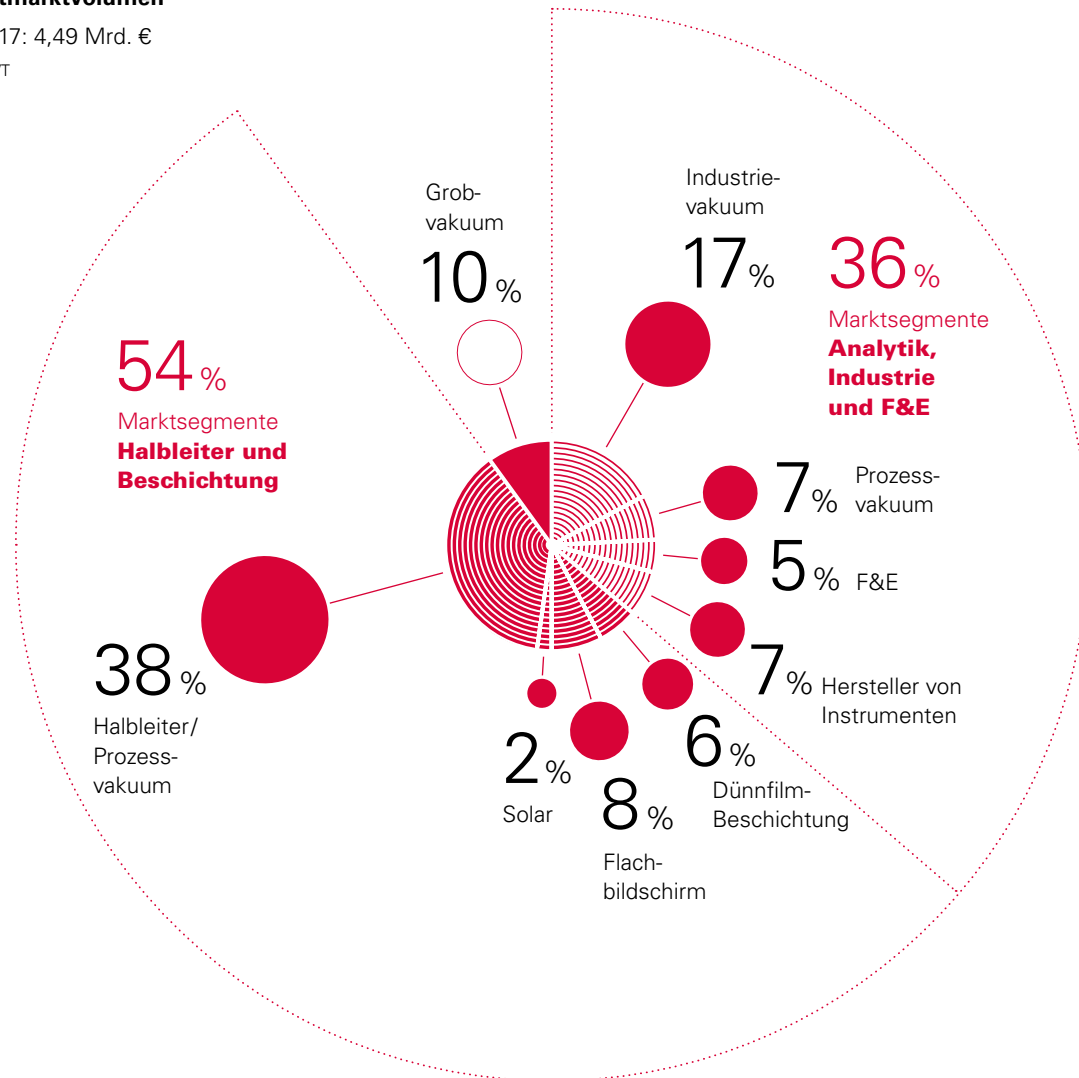 17: 4,49 Mrd. €
Grob-
vakuum
10 %
Industrie-
vakuum
17 %
36 %
Marktsegmente
Analytik,
Industrie
und F&E
54 %
Marktsegmente
Halbleiter und
Beschichtung
7 %
Prozess-
vakuum
5 % F&E
7 % Hersteller von
Instrumenten
38 %
Halbleiter/
Prozess-
vakuum
2 %
Solar
8 %
Flach-
bildschirm
6 %
Dünnfilm-
Beschichtung